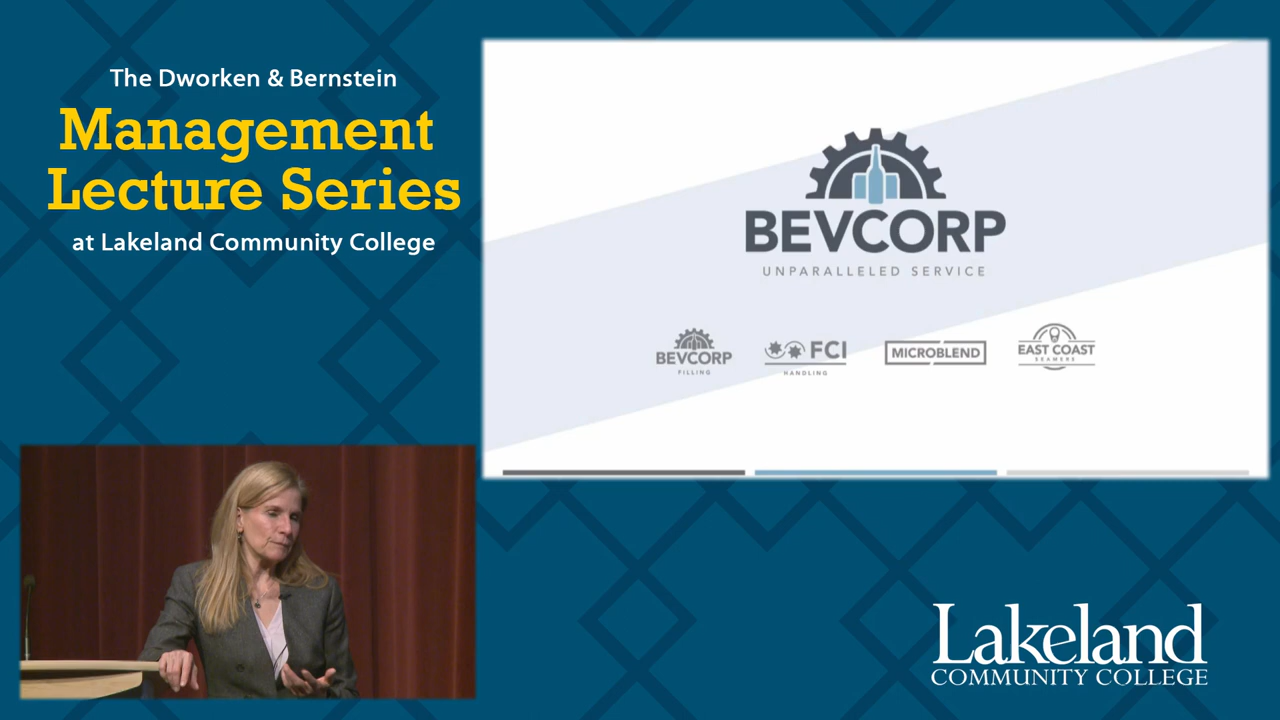 The Dworken & Bernstein
Management
Lecture Series
at Lakeland Community College
BEVCORP
UNPARALLELED SERVICE
BEVCORP
FILLING
FCI
HANDLING
MICROBLEND
EAST COAST
SEAMERS
Lakeland
COMMUNITY COLLEGE